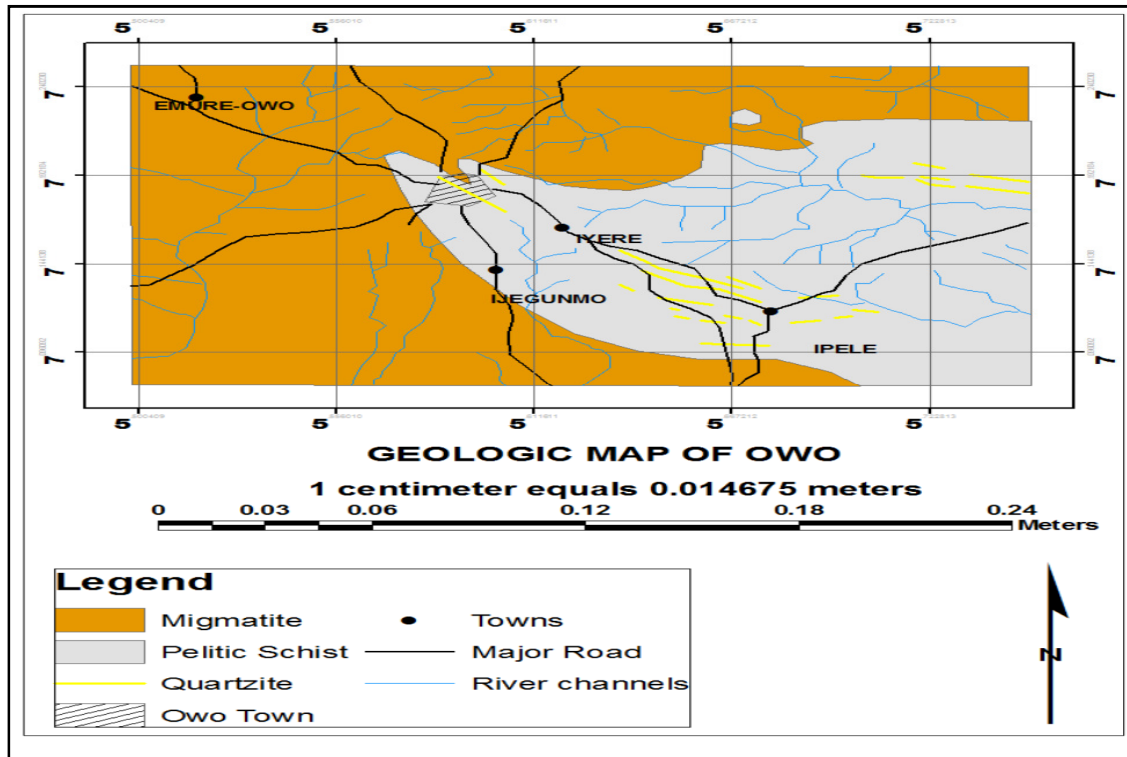 5 5 5 5 5
7 7
EMURE-OWO
7 7
IYERE
7 7
IJEGUNMO
IPELE
7 7
5 5 5 5 5
GEOLOGIC MAP OF OWO
1 centimeter equals 0.014675 meters
0 0.03 0.06 0.12 0.18 0.24
Meters
Legend
Migmatite
Towns
Pelitic Schist
Major Road
Quartzite
River channels
Owo Town
N